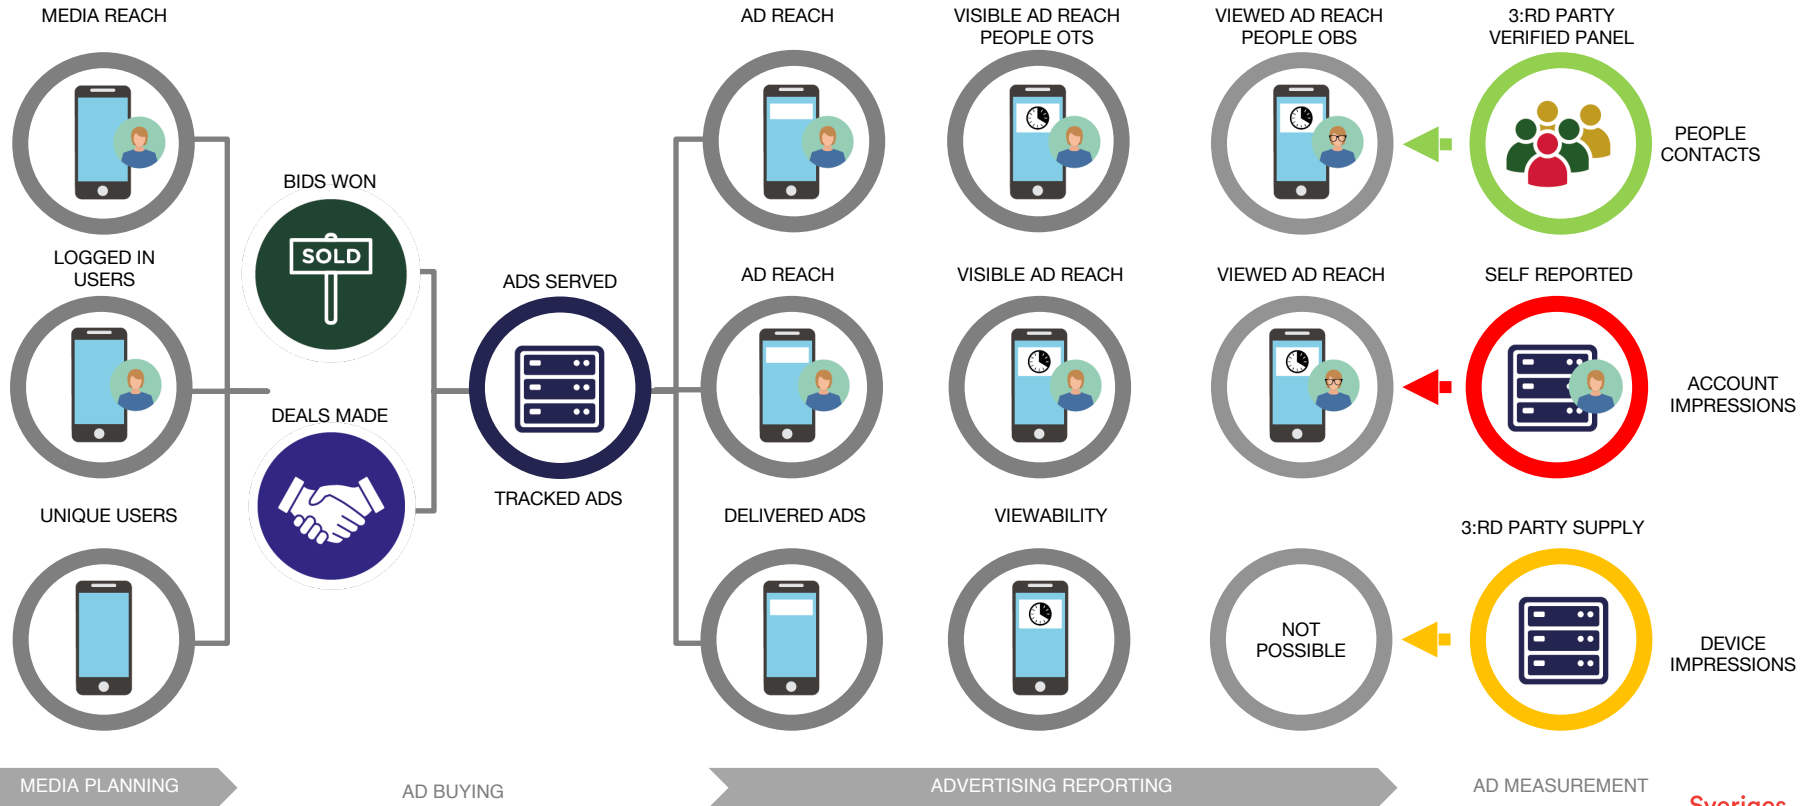 MEDIA REACH
AD REACH
VISIBLE AD REACH
PEOPLE OTS
VIEWED AD REACH
PEOPLE OBS
3:RD PARTY
VERIFIED PANEL
PEOPLE
CONTACTS
BIDS WON
SOLD
LOGGED IN
USERS
ADS SERVED
AD REACH
VISIBLE AD REACH
VIEWED AD REACH
SELF REPORTED
ACCOUNT
IMPRESSIONS
DEALS MADE
TRACKED ADS
UNIQUE USERS
DELIVERED ADS
VIEWABILITY
3:RD PARTY SUPPLY
NOT
POSSIBLE
DEVICE
IMPRESSIONS
MEDIA PLANNING
AD BUYING
ADVERTISING REPORTING
AD MEASUREMENT
Sveriges